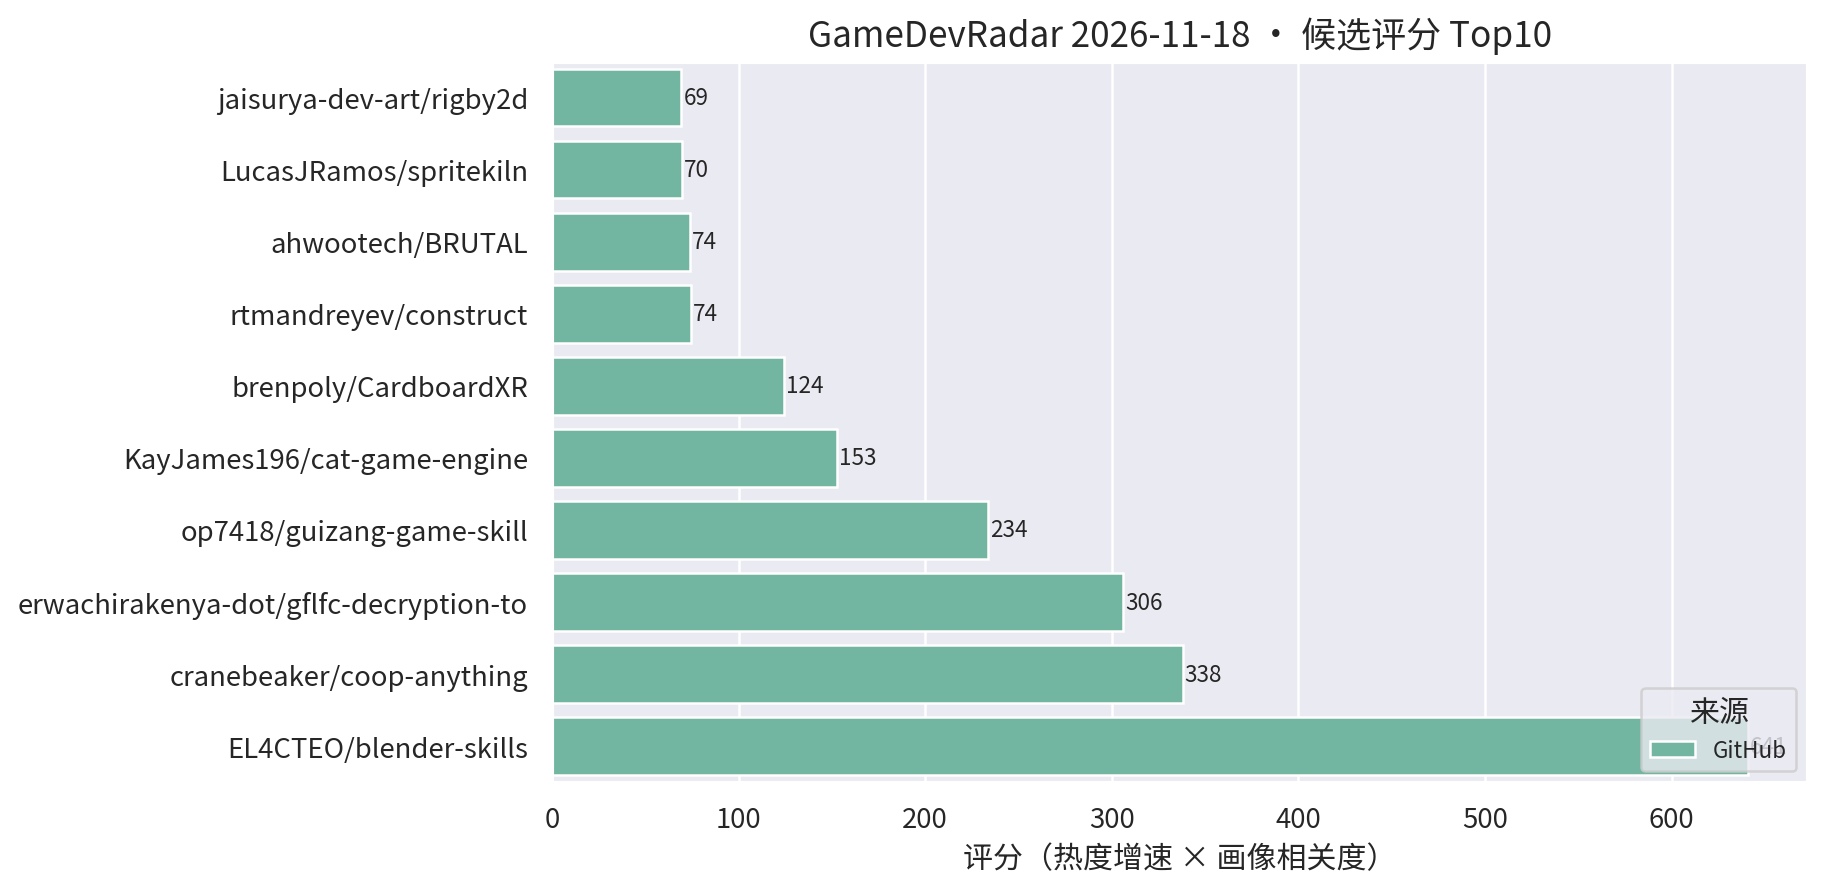 GameDevRadar 2026-11-18 · 候选评分 Top10
jaisurya-dev-art/rigby2d 69
LucasJRamos/spritekiln 70
ahwootech/BRUTAL 74
rtmandreyev/construct 74
brenpoly/CardboardXR 124
KayJames196/cat-game-engine 153
op7418/guizang-game-skill 234
erwachirakenya-dot/gflfc-decryption-to 306
cranebeaker/coop-anything 338
EL4CTEO/blender-skills 641
来源
GitHub
0 100 200 300 400 500 600
评分（热度增速 × 画像相关度）